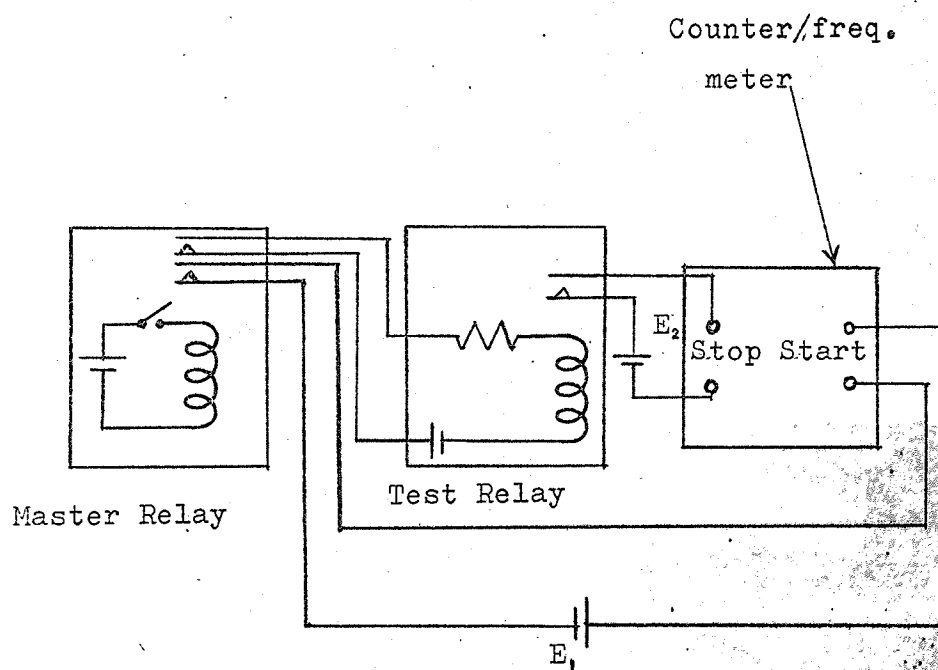 Counter/freq.
meter
E₂
Stop Start
Test Relay
Master Relay
E₁